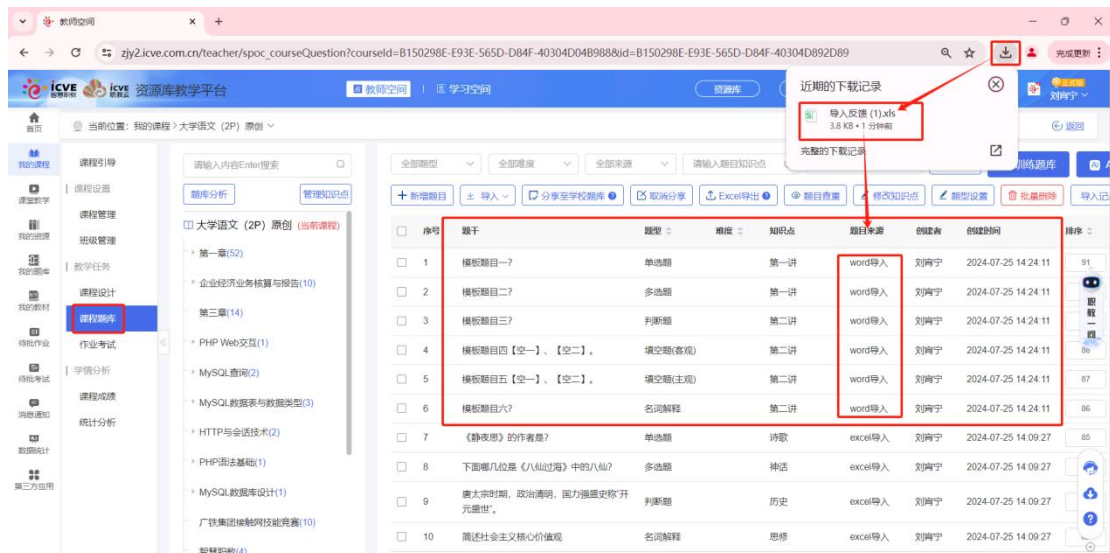 教师空间
zjy2.icve.com.cn/teacher/spoc_courseQuestion?courseId=B150298E-E93E-565D-D84F-40304D04B988&id=B150298E-E93E-565D-D84F-40304D892D89
完成更新
icve 智慧职教 icve 职教云 资源库教学平台
教师空间 | 学习空间
资源库
正式版
刘宵宁
近期的下载记录
导入反馈 (1).xls
3.8 KB • 1 分钟前
完整的下载记录
首页
我的课程
课堂教学
我的资源
我的题库
我的教材
待批作业
待批考试
消息通知
数据统计
第三方应用
当前位置：我的课程 > 大学语文（2P）原创
返回
课程引导
课程设置
课程管理
班级管理
教学任务
课程设计
课程题库
作业考试
学情分析
课程成绩
统计分析
请输入内容Enter搜索
题库分析
管理知识点
大学语文（2P）原创 (当前课程)
第一章(52)
企业经济业务核算与报告(10)
第三章(14)
PHP Web交互(1)
MySQL查询(2)
MySQL数据表与数据类型(3)
HTTP与会话技术(2)
PHP语法基础(1)
MySQL数据库设计(1)
广铁集团接触网技能竞赛(10)
智慧职教(4)
全部题型
全部难度
全部来源
请输入题目知识点
训练题库
新增题目
导入
分享至学校题库
取消分享
Excel导出
题目查重
修改知识点
题型设置
批量删除
导入记
序号 题干 题型 难度 知识点 题目来源 创建者 创建时间 排序
1 模板题目一? 单选题 第一讲 word导入 刘宵宁 2024-07-25 14:24:11 91
2 模板题目二? 多选题 第一讲 word导入 刘宵宁 2024-07-25 14:24:11
3 模板题目三? 判断题 第二讲 word导入 刘宵宁 2024-07-25 14:24:11
4 模板题目四【空一】、【空二】。 填空题(客观) 第二讲 word导入 刘宵宁 2024-07-25 14:24:11 88
5 模板题目五【空一】、【空二】。 填空题(主观) 第二讲 word导入 刘宵宁 2024-07-25 14:24:11 87
6 模板题目六? 名词解释 第二讲 word导入 刘宵宁 2024-07-25 14:24:11 86
7 《静夜思》的作者是? 单选题 诗歌 excel导入 刘宵宁 2024-07-25 14:09:27 85
8 下面哪几位是《八仙过海》中的八仙? 多选题 神话 excel导入 刘宵宁 2024-07-25 14:09:27
9 唐太宗时期，政治清明，国力强盛史称“开元盛世”。 判断题 历史 excel导入 刘宵宁 2024-07-25 14:09:27
10 简述社会主义核心价值观 名词解释 思修 excel导入 刘宵宁 2024-07-25 14:09:27
职教一